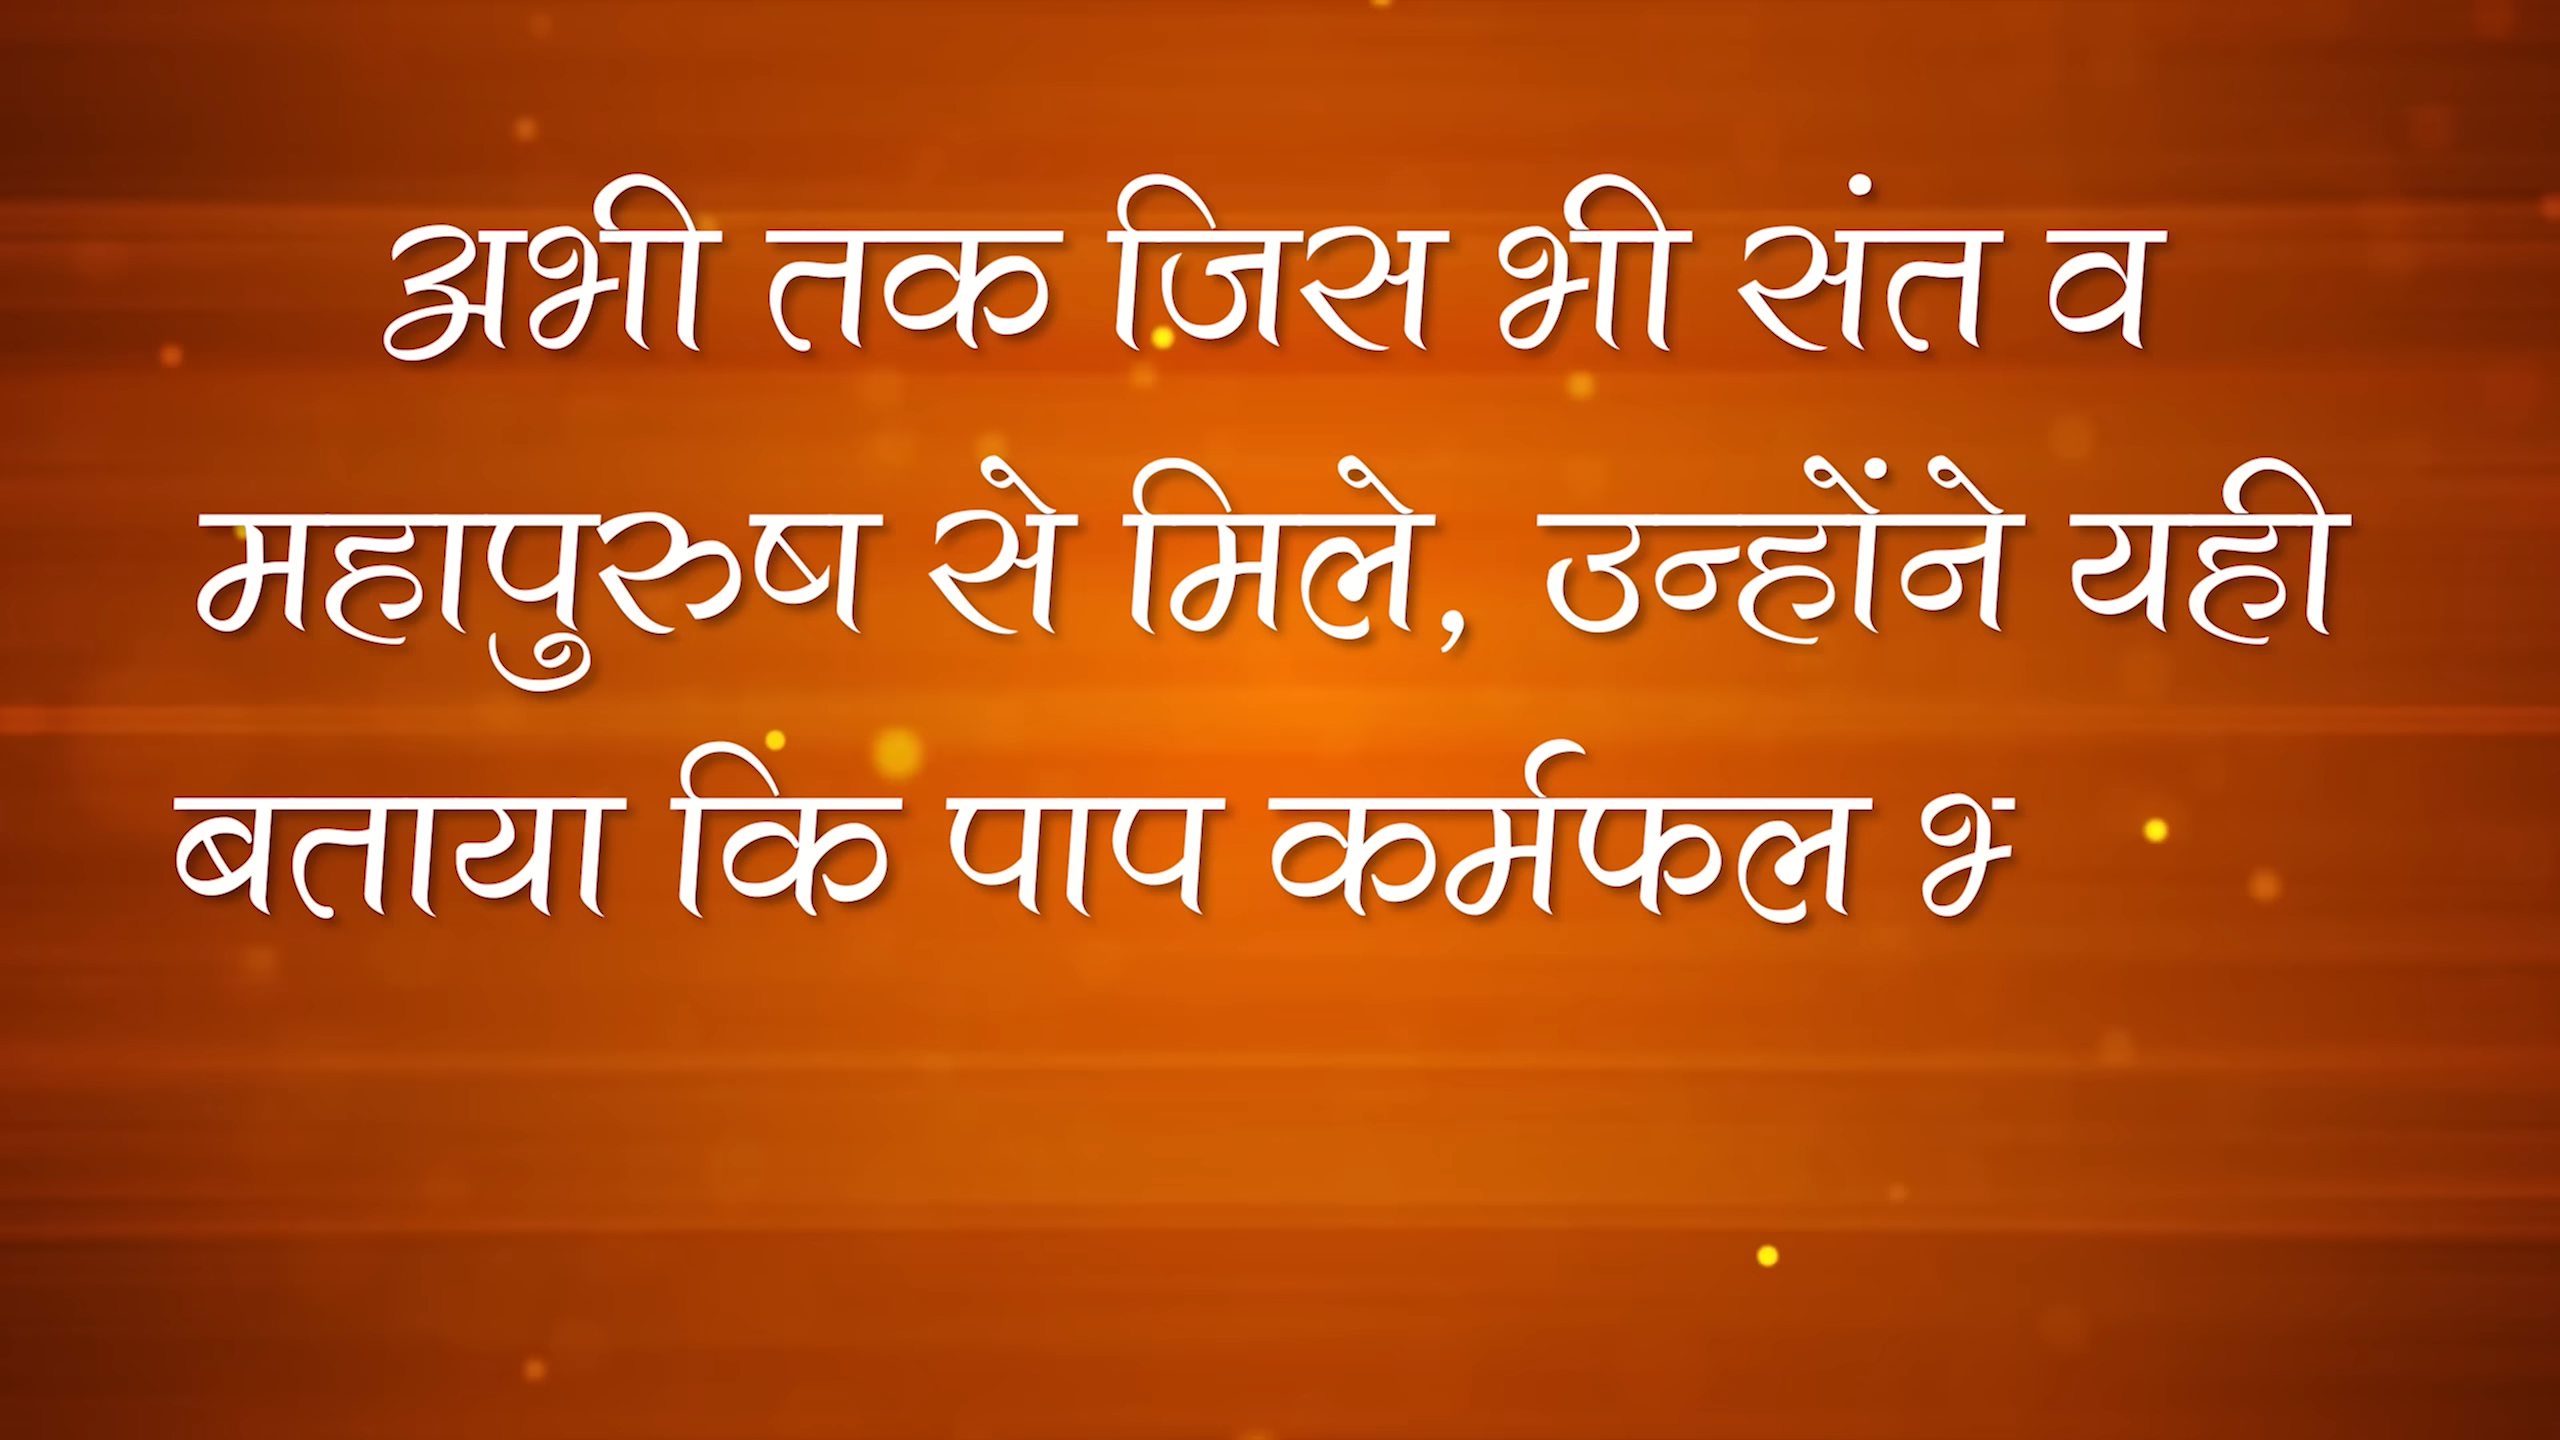 अभी तक जिस भी संत व
महापुरुष से मिले, उन्होंने यही
बताया कि पाप कर्मफल